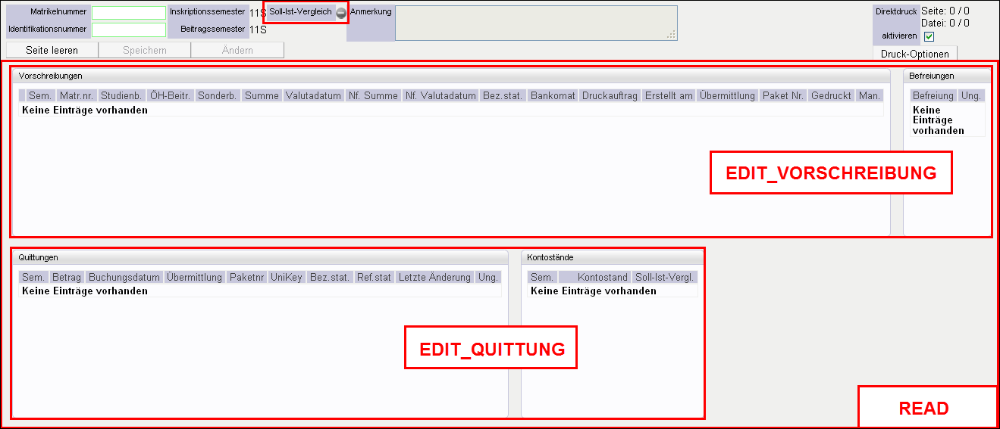 Matrikelnummer Inskriptionssemester 11S Soll-Ist-Vergleich Anmerkung Direktdruck Seite: 0 / 0
Datei: 0 / 0
Identifikationsnummer Beitragssemester 11S aktivieren
Seite leeren Speichern Ändern Druck-Optionen
Vorschreibungen Befreiungen
Sem. Matr.nr. Studienb. ÖH-Beitr. Sonderb. Summe Valutadatum Nf. Summe Nf. Valutadatum Bez.stat. Bankomat Druckauftrag Erstellt am Übermittlung Paket Nr. Gedruckt Man. Befreiung Ung.
Keine Einträge vorhanden Keine
Einträge
vorhanden
EDIT_VORSCHREIBUNG
Quittungen Kontostände
Sem. Betrag Buchungsdatum Übermittlung Paketnr UniKey Bez.stat. Ref.stat Letzte Änderung Ung. Sem. Kontostand Soll-Ist-Vergl.
Keine Einträge vorhanden Keine Einträge vorhanden
EDIT_QUITTUNG
READ